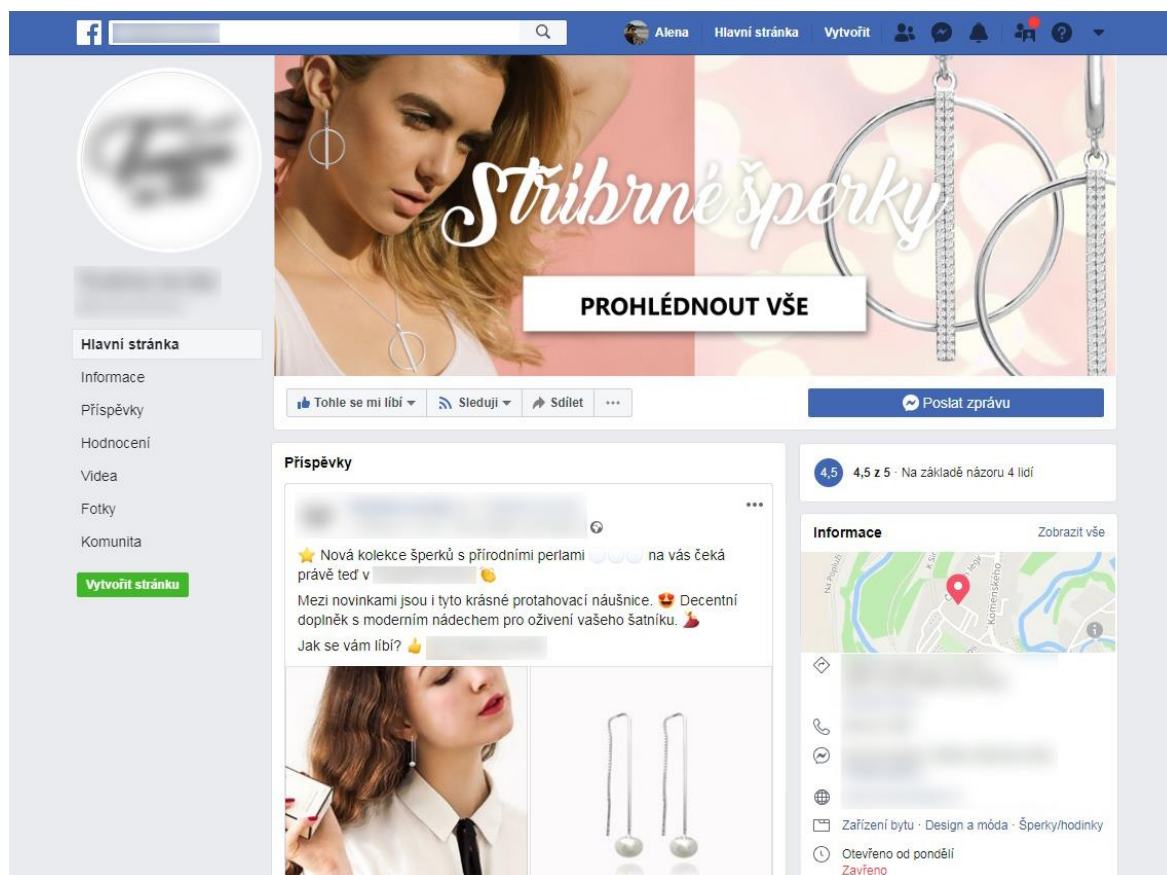 Alena Hlavní stránka Vytvořit
Stříbrné šperky
PROHLÉDNOUT VŠE
Hlavní stránka
Informace
Příspěvky
Hodnocení
Videa
Fotky
Komunita
Vytvořit stránku
Tohle se mi líbí Sleduji Sdílet ...
Poslat zprávu
Příspěvky
⭐ Nová kolekce šperků s přírodními perlami ⚪⚪⚪ na vás čeká
právě teď v 👏
Mezi novinkami jsou i tyto krásné protahovací náušnice. 😍 Decentní
doplněk s moderním nádechem pro oživení vašeho šatníku. 💃
Jak se vám líbí? 👍
4,5 4,5 z 5 · Na základě názoru 4 lidí
Informace Zobrazit vše
Na Popluží
Komenského
Zařízení bytu · Design a móda · Šperky/hodinky
Otevřeno od pondělí
Zavřeno